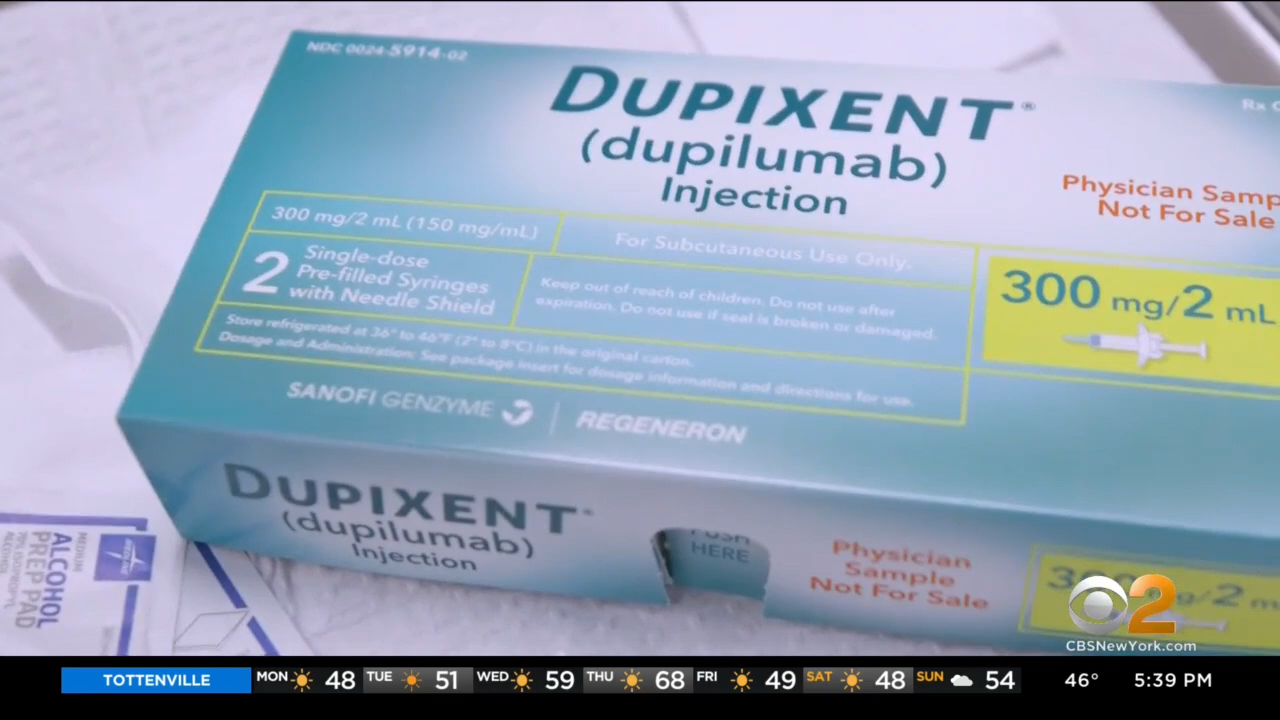 NDC 0024-5914-02
DUPIXENT®
(dupilumab)
Injection
Rx
Physician
Not For Sale
300 mg/2 mL (150 mg/mL)
For Subcutaneous Use Only.
2
Single-dose
Pre-filled Syringes
with Needle Shield
Keep out of reach of children. Do not use after
expiration. Do not use if seal is broken or damaged.
300 mg/2 mL
Store refrigerated at 36° to 46°F (2° to 8°C) in the original carton.
Dosage and Administration: See package insert for dosage information and directions for use.
SANOFI GENZYME
REGENERON
DUPIXENT®
(dupilumab)
Injection
PUSH
HERE
Physician
Sample
Not For Sale
MEDLINE
MEDIUM
ALCOHOL
PREP PAD
2
CBSNewYork.com
TOTTENVILLE MON 48 TUE 51 WED 59 THU 68 FRI 49 SAT 48 SUN 54 46° 5:39 PM